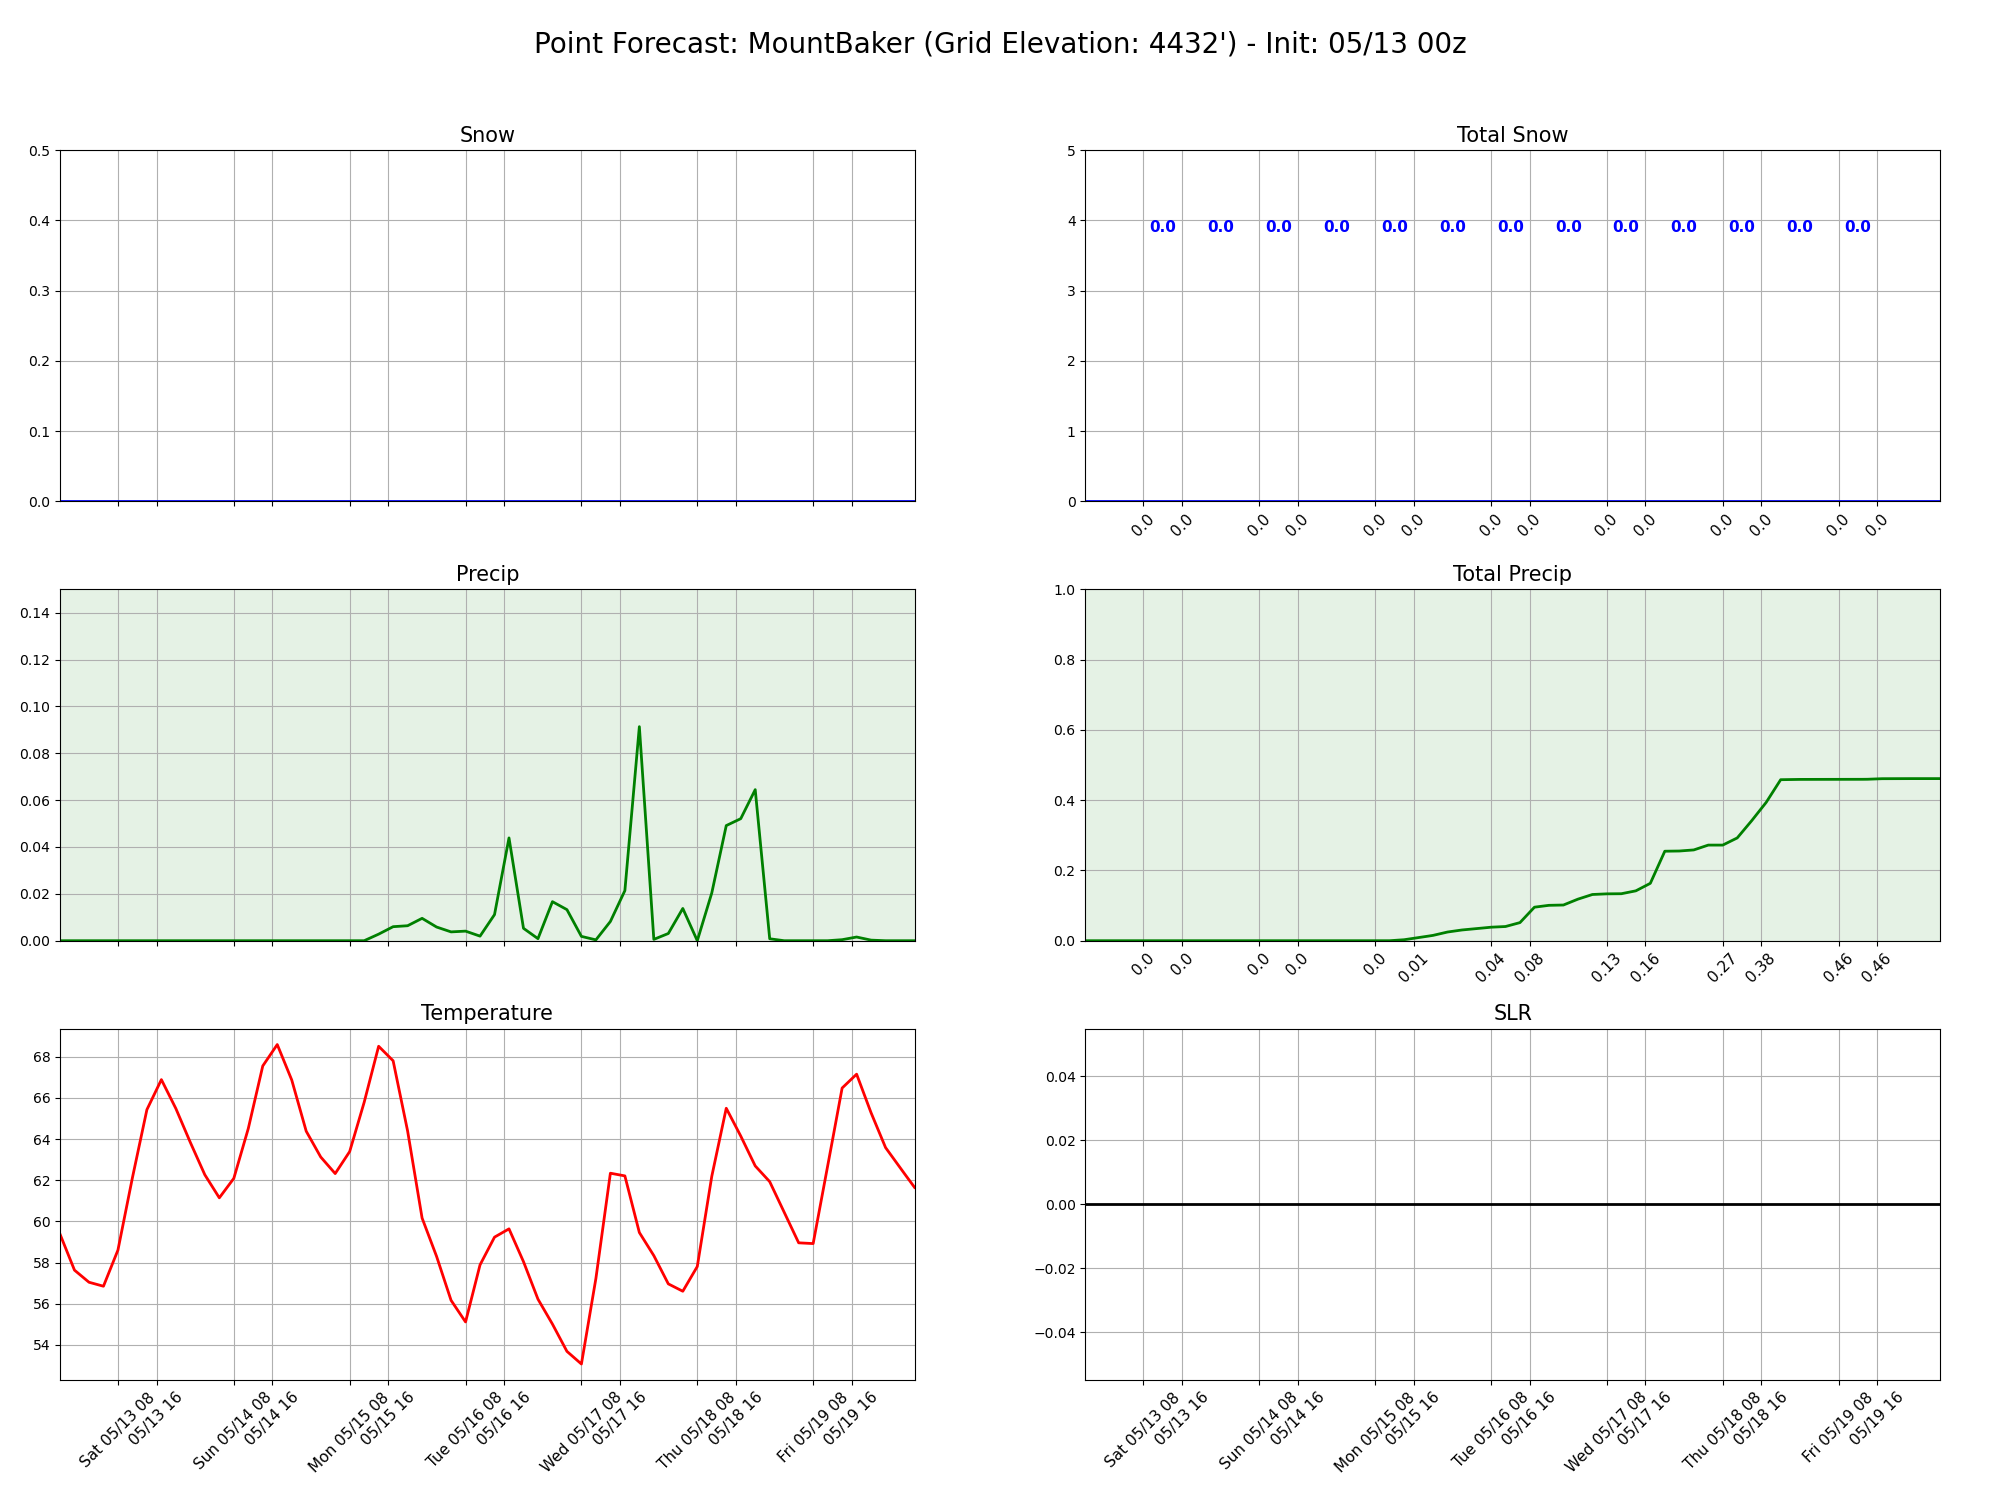 Point Forecast: MountBaker (Grid Elevation: 4432') - Init: 05/13 00z
Snow
0.5
0.4
0.3
0.2
0.1
0.0
Total Snow
5
4
3
2
1
0
0.0 0.0 0.0 0.0 0.0 0.0 0.0 0.0 0.0 0.0 0.0 0.0 0.0
0.0 0.0 0.0 0.0 0.0 0.0 0.0 0.0 0.0 0.0 0.0 0.0 0.0 0.0
Precip
0.14
0.12
0.10
0.08
0.06
0.04
0.02
0.00
Total Precip
1.0
0.8
0.6
0.4
0.2
0.0
0.0 0.0 0.0 0.0 0.0 0.01 0.04 0.08 0.13 0.16 0.27 0.38 0.46 0.46
Temperature
68
66
64
62
60
58
56
54
Sat 05/13 08
05/13 16
Sun 05/14 08
05/14 16
Mon 05/15 08
05/15 16
Tue 05/16 08
05/16 16
Wed 05/17 08
05/17 16
Thu 05/18 08
05/18 16
Fri 05/19 08
05/19 16
SLR
0.04
0.02
0.00
−0.02
−0.04
Sat 05/13 08
05/13 16
Sun 05/14 08
05/14 16
Mon 05/15 08
05/15 16
Tue 05/16 08
05/16 16
Wed 05/17 08
05/17 16
Thu 05/18 08
05/18 16
Fri 05/19 08
05/19 16